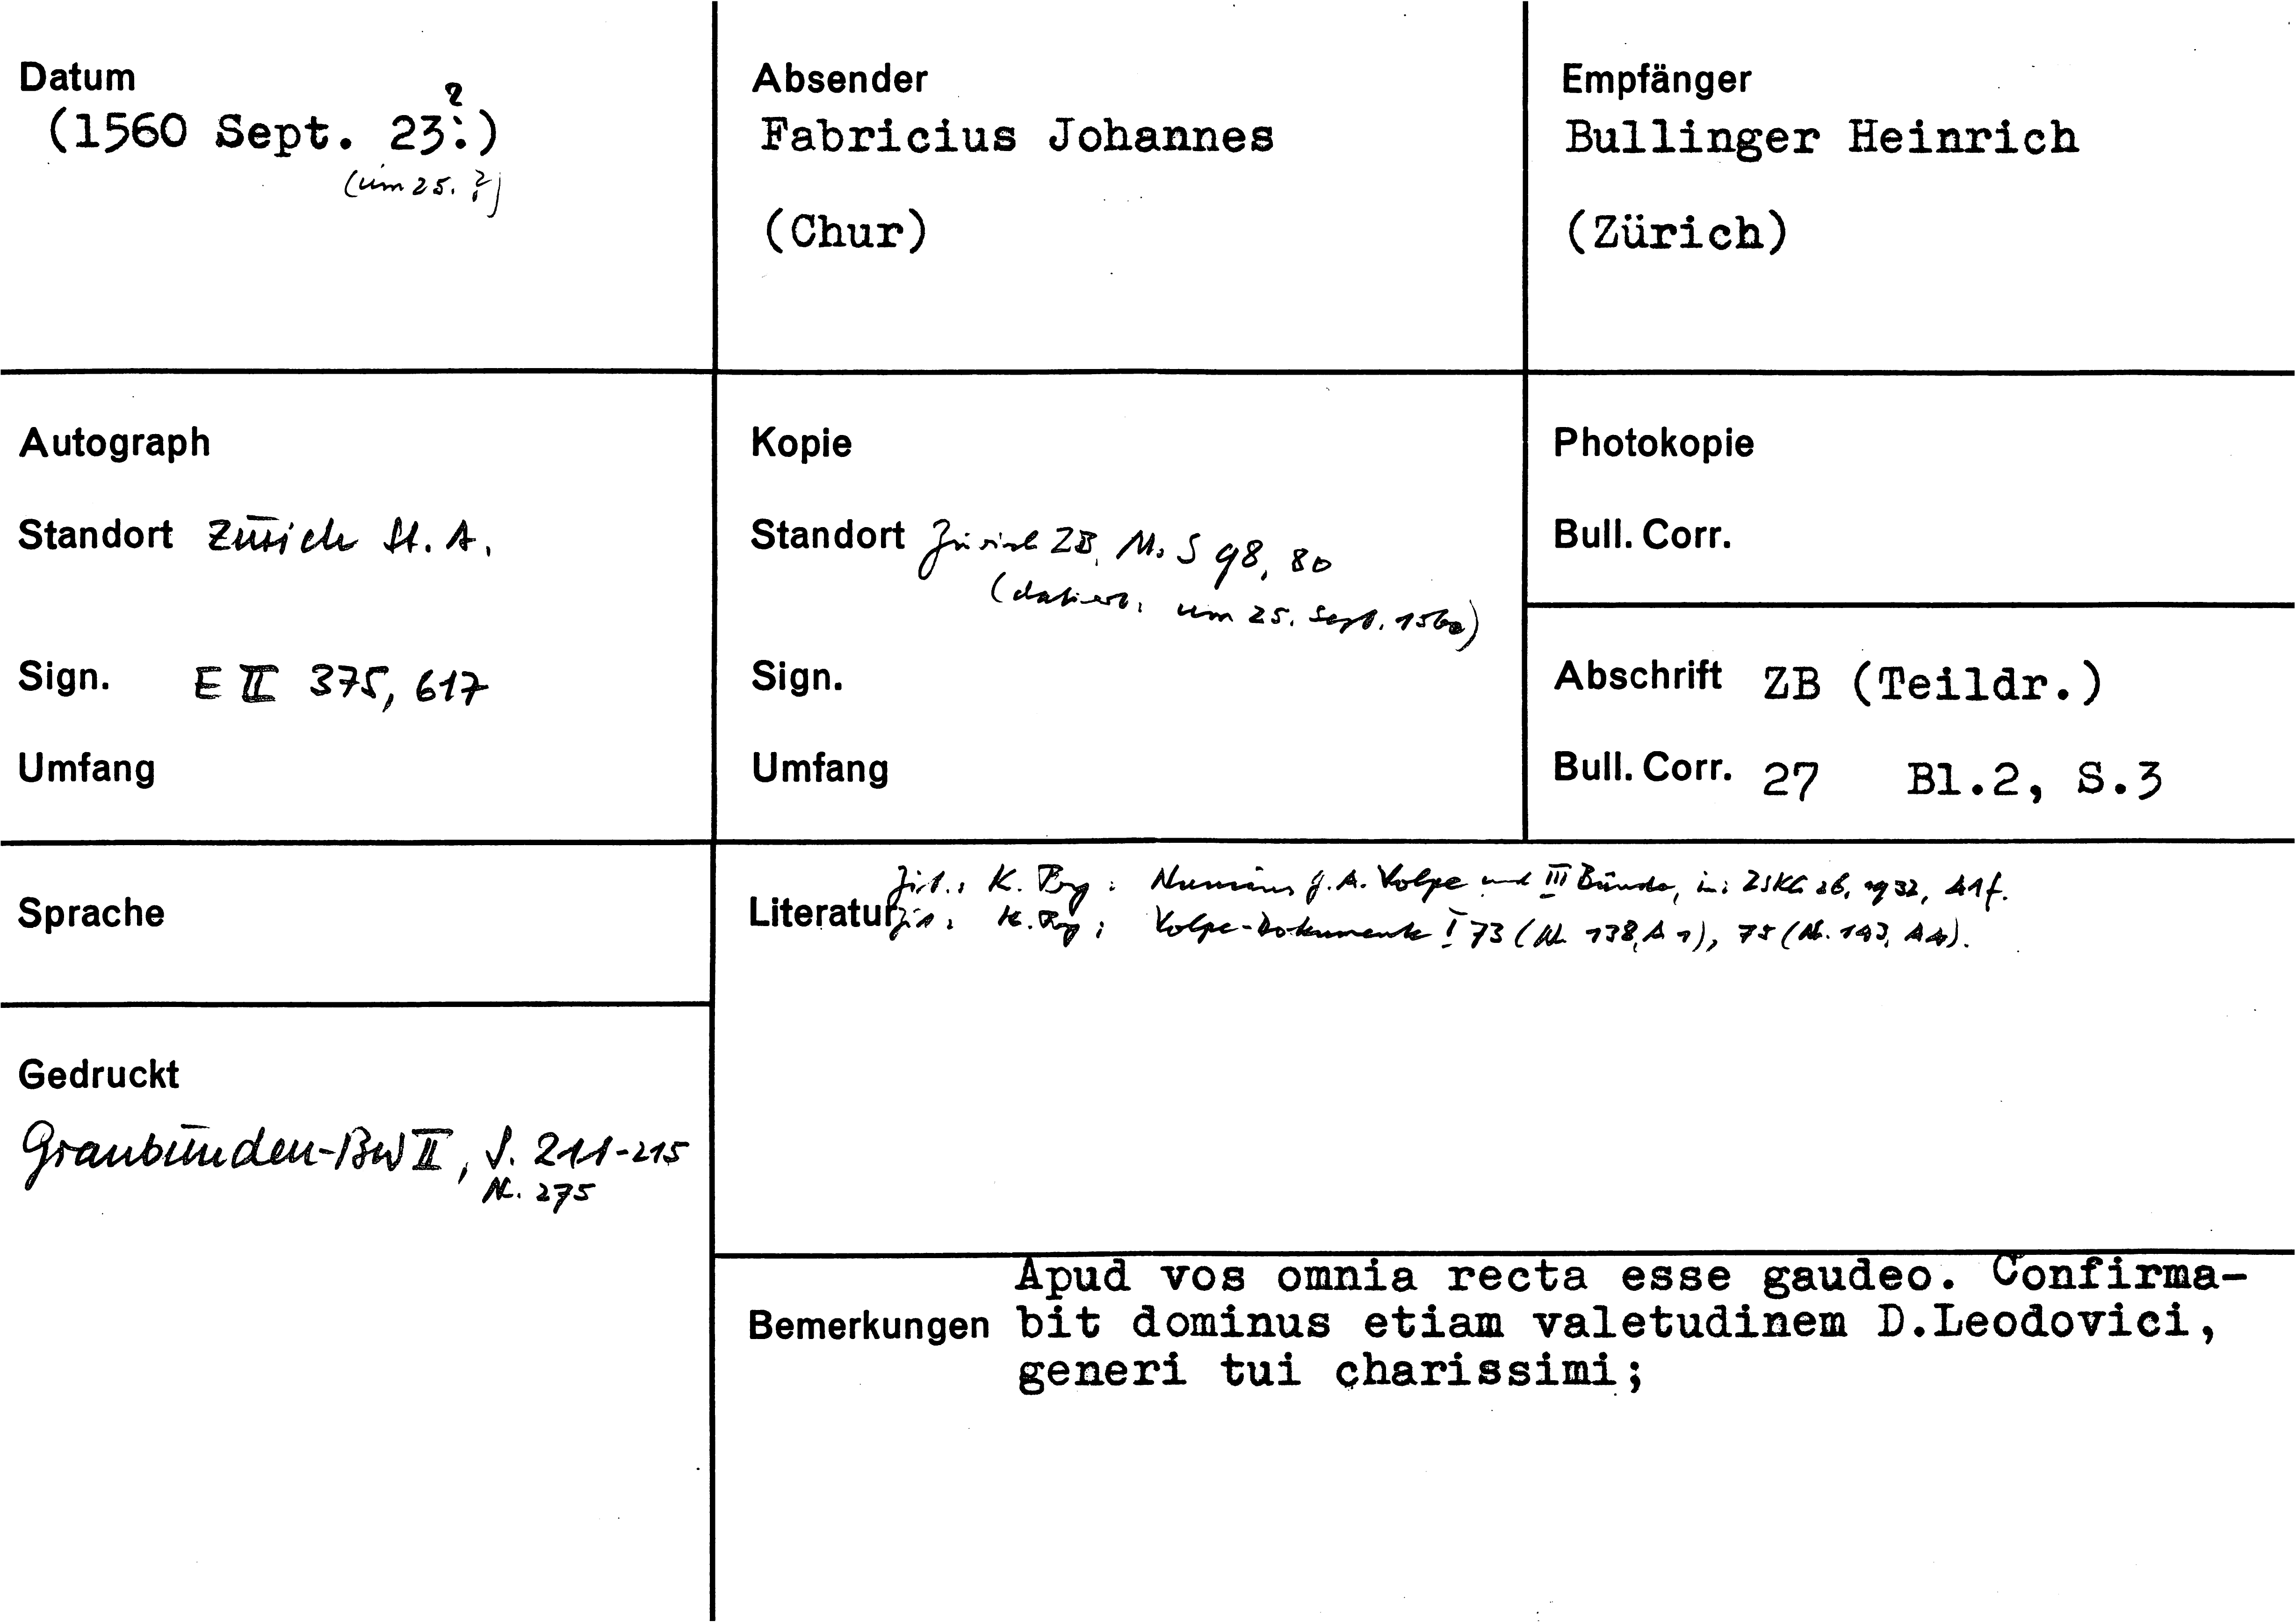 Datum
(1560 Sept. 23?.)
(um 25. ?)
Absender
Fabricius Johannes
(Chur)
Empfänger
Bullinger Heinrich
(Zürich)
Autograph
Standort Zürich St. A.
Sign. E II 375, 617
Umfang
Kopie
Standort Zürich ZB, Ms S 98, 80
(datiert: um 25. Sept. 1560)
Sign.
Umfang
Photokopie
Bull. Corr.
Abschrift ZB (Teildr.)
Bull. Corr. 27 Bl.2, S.3
Sprache
Zit.: K. : Nuntius G. A. Volpe und III Bünde, in: ZSKG 26, 1932, 41f.
Literatur Zit.: K. : Volpe-Dokumente I 73 (Nr. 138, A 1), 75 (Nr. 143, A 4).
Gedruckt
Graubünden-BW II, S. 211-215
Nr. 275
Apud vos omnia recta esse gaudeo. Confirma-
Bemerkungen bit dominus etiam valetudinem D.Leodovici,
generi tui charissimi;